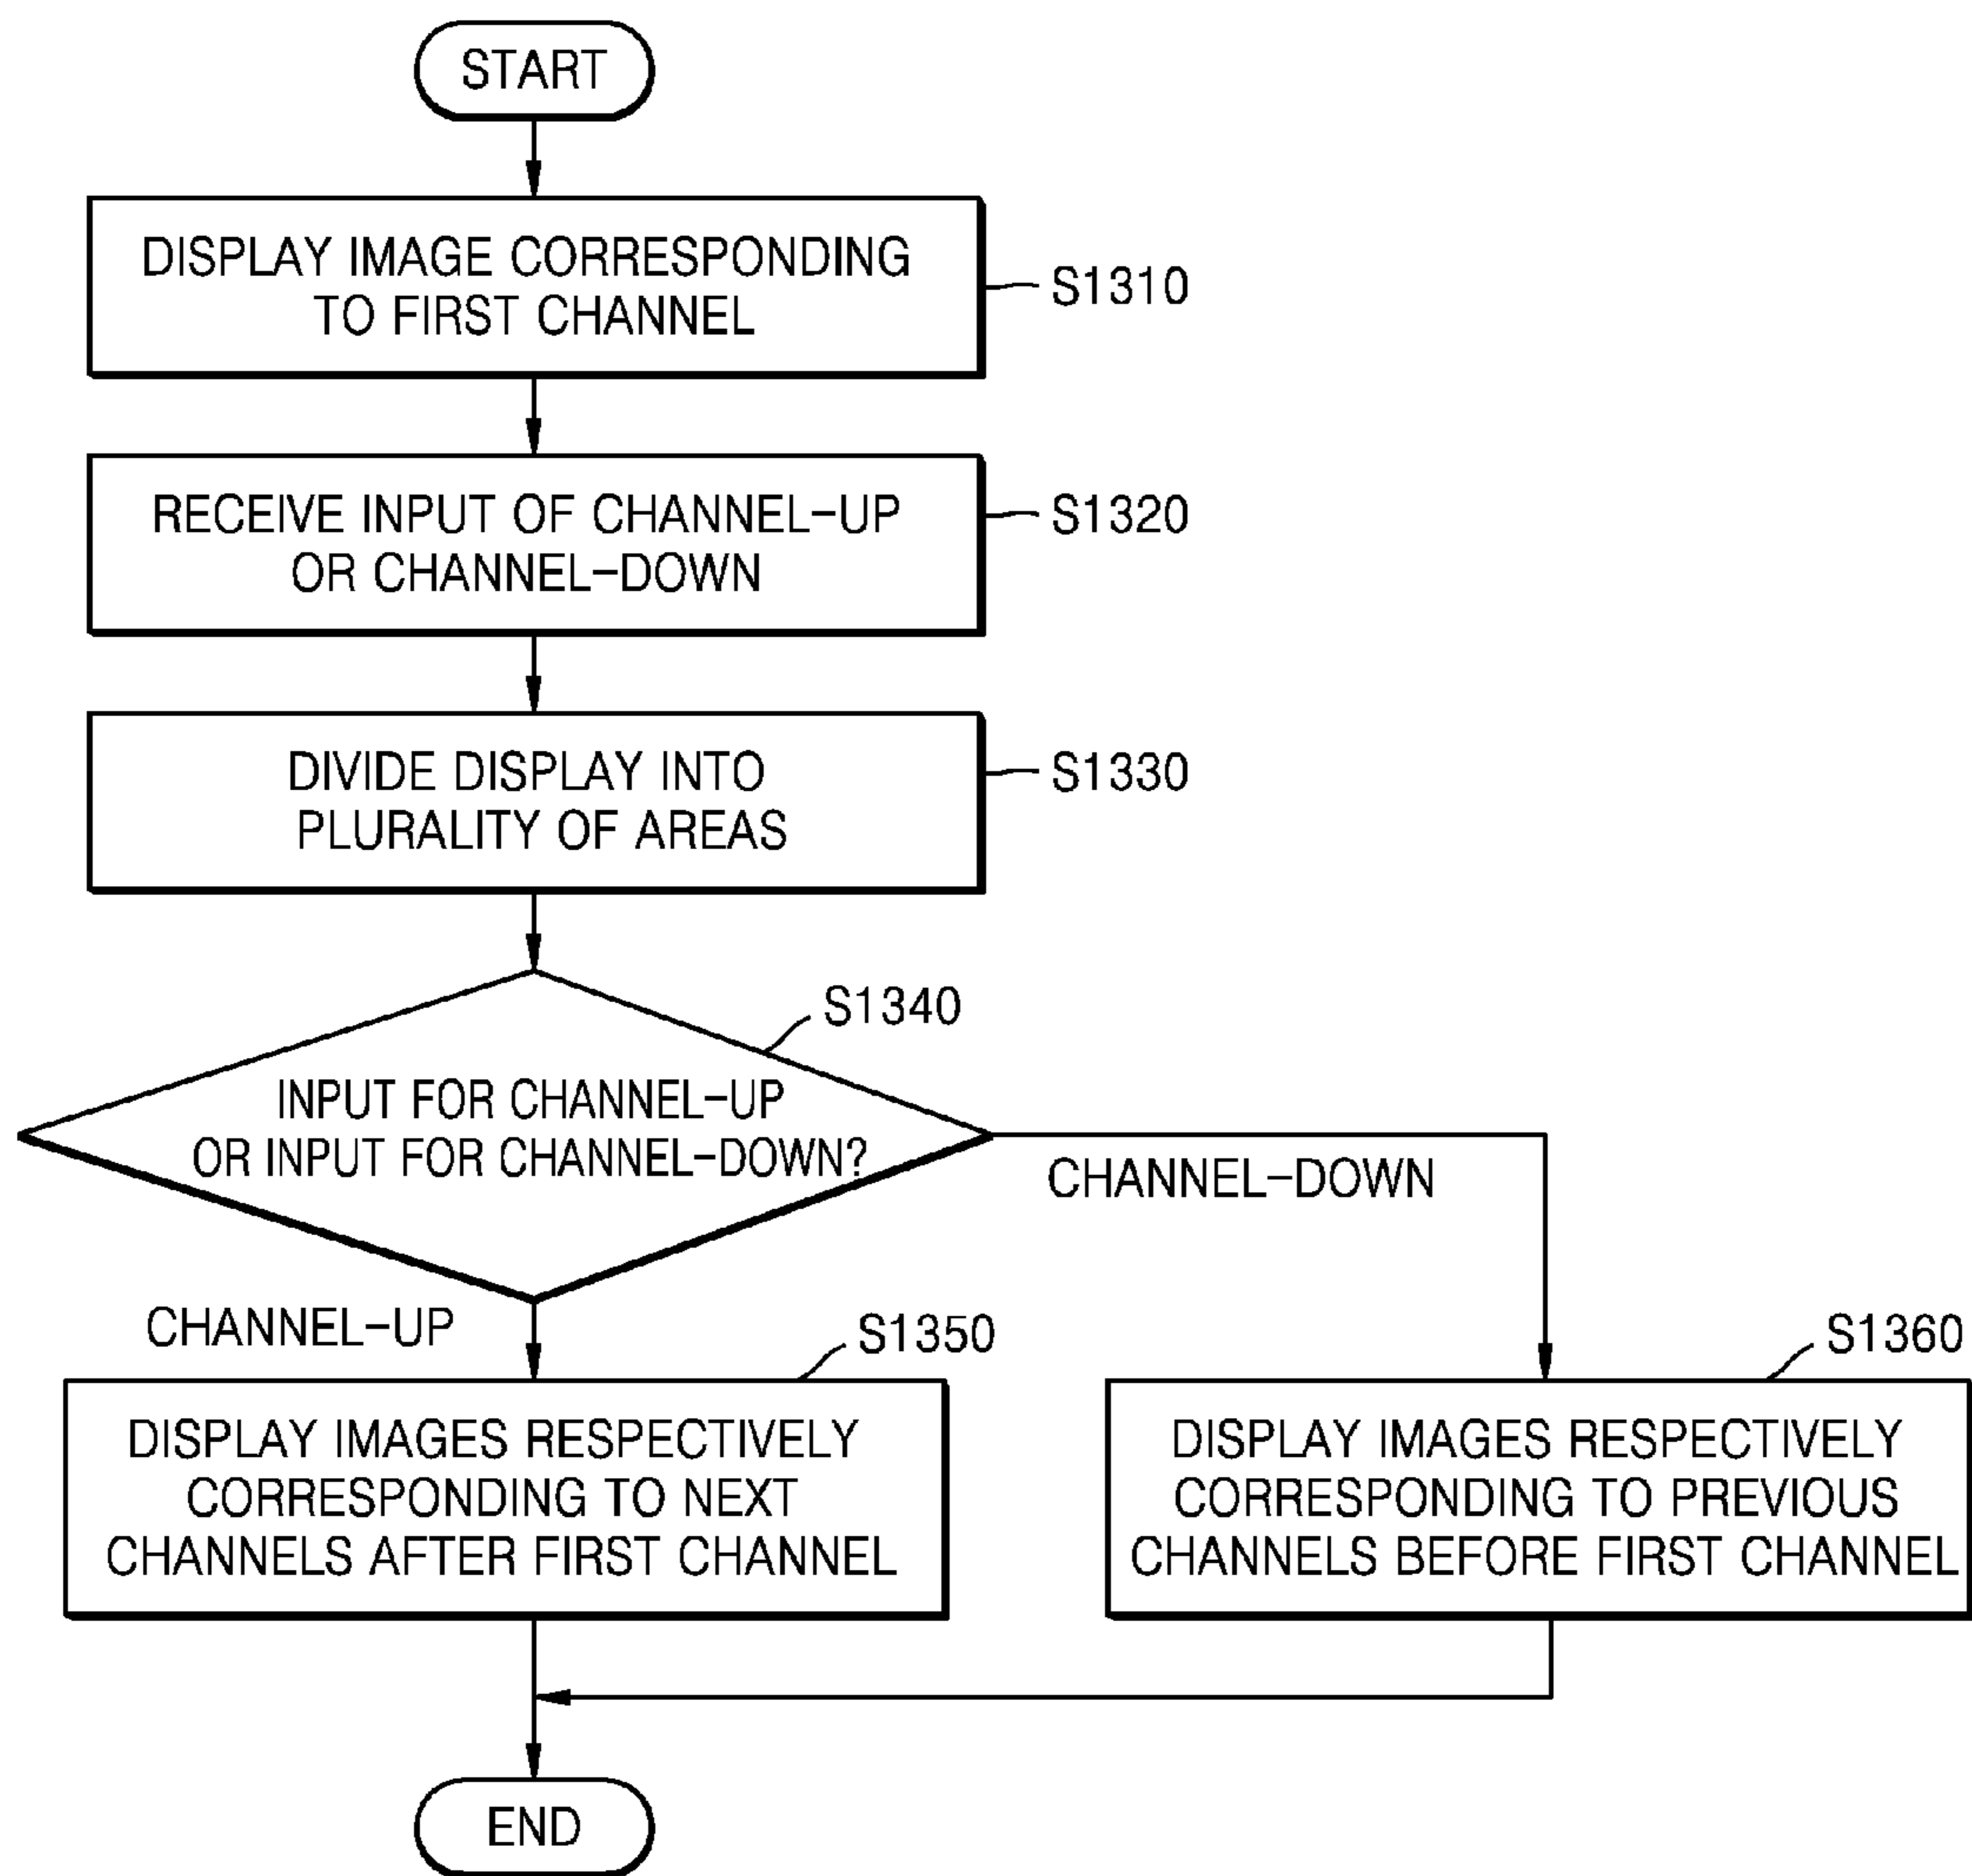 START
DISPLAY IMAGE CORRESPONDING
TO FIRST CHANNEL
S1310
RECEIVE INPUT OF CHANNEL-UP
OR CHANNEL-DOWN
S1320
DIVIDE DISPLAY INTO
PLURALITY OF AREAS
S1330
S1340
INPUT FOR CHANNEL-UP
OR INPUT FOR CHANNEL-DOWN?
CHANNEL-DOWN
CHANNEL-UP
S1350
DISPLAY IMAGES RESPECTIVELY
CORRESPONDING TO NEXT
CHANNELS AFTER FIRST CHANNEL
S1360
DISPLAY IMAGES RESPECTIVELY
CORRESPONDING TO PREVIOUS
CHANNELS BEFORE FIRST CHANNEL
END